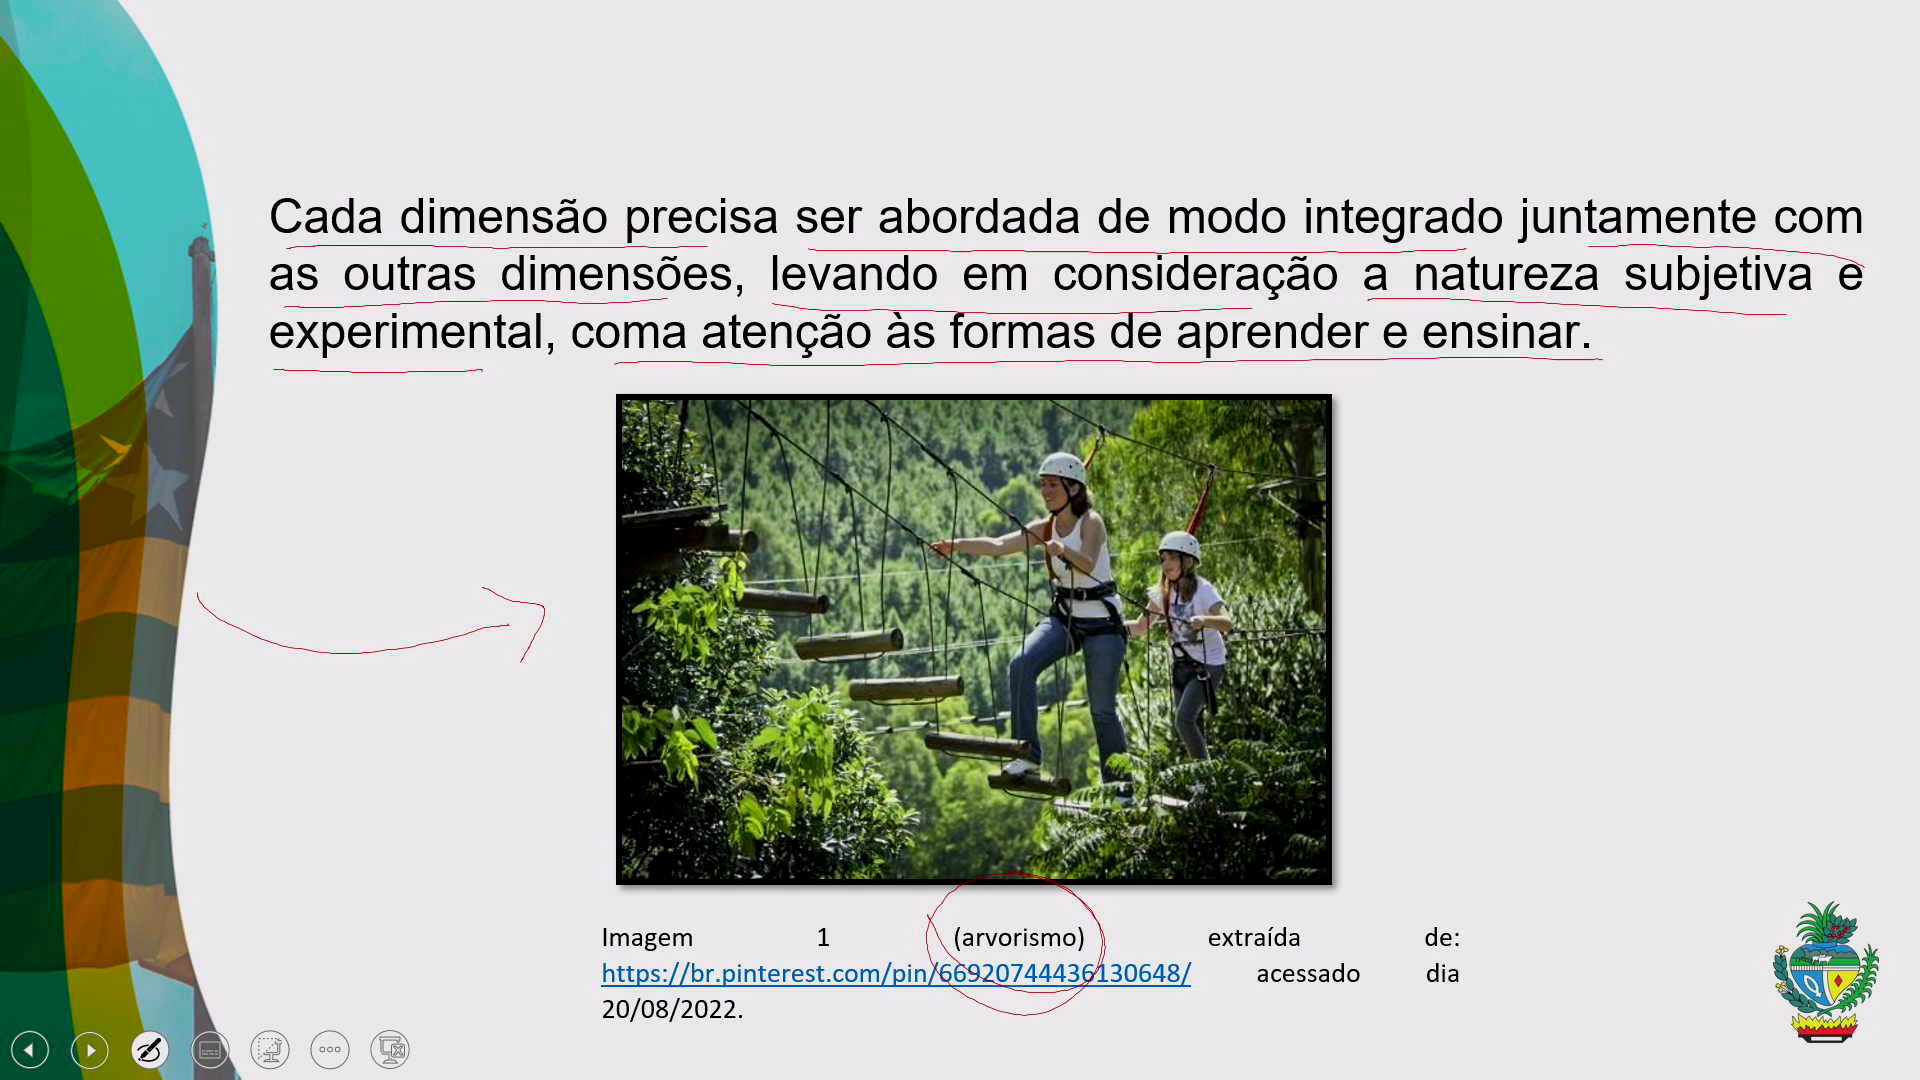 Cada dimensão precisa ser abordada de modo integrado juntamente com
as outras dimensões, levando em consideração a natureza subjetiva e
experimental, coma atenção às formas de aprender e ensinar.
Imagem 1 (arvorismo) extraída de:
https://br.pinterest.com/pin/66920744436130648/ acessado dia
20/08/2022.